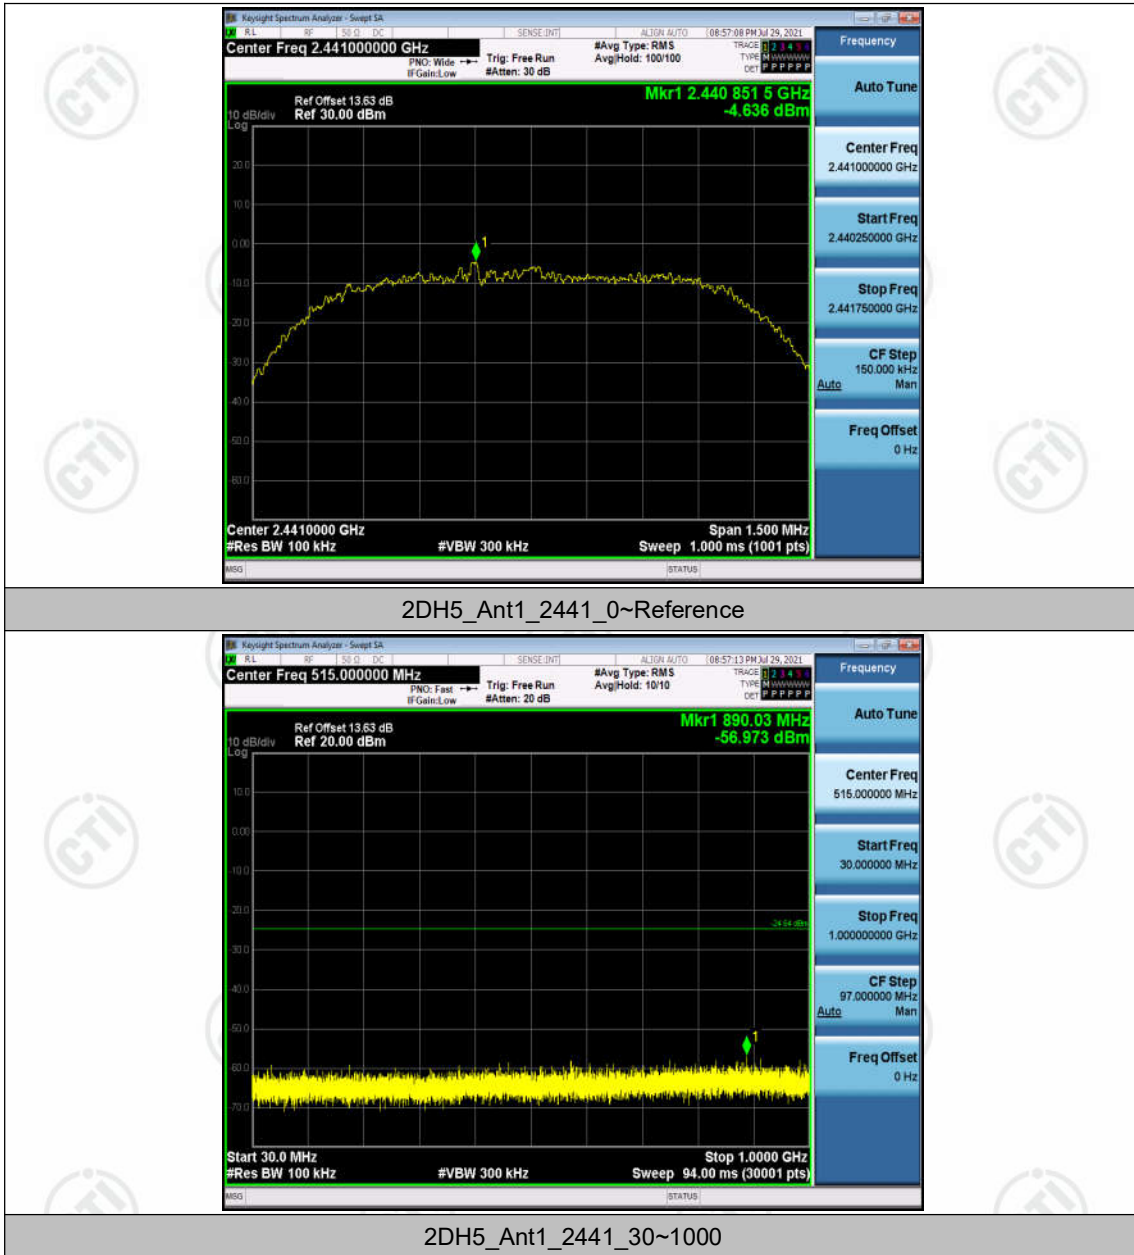 Keysight Spectrum Analyzer - Swept SA
RL RF 50 Ω DC SENSE:INT ALIGN AUTO 08:57:08 PM Jul 29, 2021
Center Freq 2.441000000 GHz #Avg Type: RMS TRACE 1 2 3 4 5 6 Frequency
PNO: Wide Trig: Free Run Avg|Hold: 100/100 TYPE M WWWWW
IFGain:Low #Atten: 30 dB DET P P P P P P
Auto Tune
Mkr1 2.440 851 5 GHz
Ref Offset 13.63 dB
10 dB/div Ref 30.00 dBm -4.636 dBm
Log
Center Freq
2.441000000 GHz
20.0
10.0
Start Freq
2.440250000 GHz
0.00
1
-10.0
Stop Freq
2.441750000 GHz
-20.0
-30.0
CF Step
150.000 kHz
Auto Man
-40.0
Freq Offset
0 Hz
-50.0
-60.0
Center 2.4410000 GHz Span 1.500 MHz
#Res BW 100 kHz #VBW 300 kHz Sweep 1.000 ms (1001 pts)
MSG STATUS
2DH5_Ant1_2441_0~Reference
Keysight Spectrum Analyzer - Swept SA
RL RF 50 Ω DC SENSE:INT ALIGN AUTO 08:57:13 PM Jul 29, 2021
Center Freq 515.000000 MHz #Avg Type: RMS TRACE 1 2 3 4 5 6 Frequency
PNO: Fast Trig: Free Run Avg|Hold: 10/10 TYPE M WWWWW
IFGain:Low #Atten: 20 dB DET P P P P P P
Auto Tune
Mkr1 890.03 MHz
Ref Offset 13.63 dB
10 dB/div Ref 20.00 dBm -56.973 dBm
Log
Center Freq
515.000000 MHz
10.0
0.00
Start Freq
30.000000 MHz
-10.0
-20.0
Stop Freq
1.000000000 GHz
-24.64 dBm
-30.0
CF Step
97.000000 MHz
Auto Man
-40.0
-50.0
1
Freq Offset
0 Hz
-60.0
-70.0
Start 30.0 MHz Stop 1.0000 GHz
#Res BW 100 kHz #VBW 300 kHz Sweep 94.00 ms (30001 pts)
MSG STATUS
2DH5_Ant1_2441_30~1000
CTI
CTI
CTI
CTI
CTI
CTI